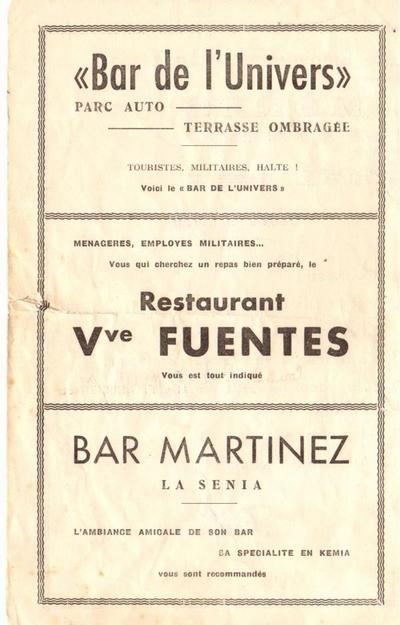 «Bar de l'Univers»
PARC AUTO
TERRASSE OMBRAGÉE
TOURISTES, MILITAIRES, HALTE !
Voici le « BAR DE L'UNIVERS »
MENAGERES, EMPLOYES MILITAIRES...
Vous qui cherchez un repas bien préparé, le
Restaurant
Vve FUENTES
Vous est tout indiqué
BAR MARTINEZ
LA SENIA
L'AMBIANCE AMICALE DE SON BAR
SA SPECIALITE EN KEMIA
vous sont recommandés